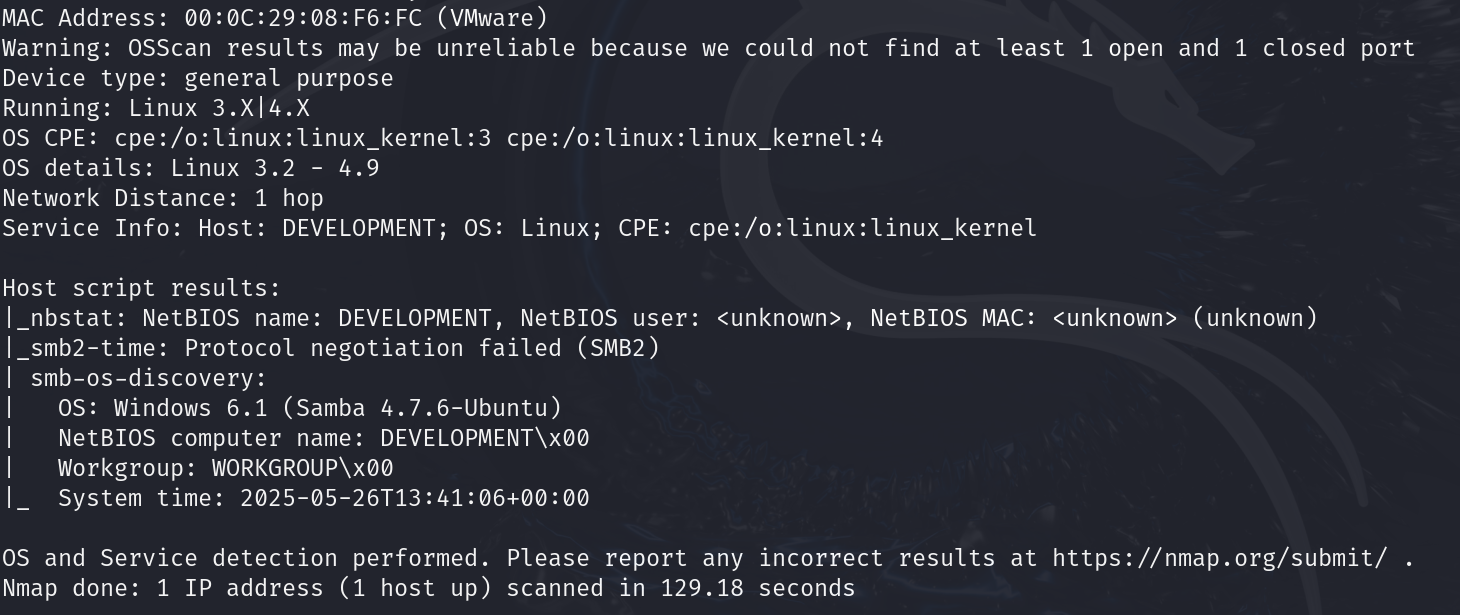 MAC Address: 00:0C:29:08:F6:FC (VMware)
Warning: OSScan results may be unreliable because we could not find at least 1 open and 1 closed port
Device type: general purpose
Running: Linux 3.X|4.X
OS CPE: cpe:/o:linux:linux_kernel:3 cpe:/o:linux:linux_kernel:4
OS details: Linux 3.2 - 4.9
Network Distance: 1 hop
Service Info: Host: DEVELOPMENT; OS: Linux; CPE: cpe:/o:linux:linux_kernel

Host script results:
|_nbstat: NetBIOS name: DEVELOPMENT, NetBIOS user: <unknown>, NetBIOS MAC: <unknown> (unknown)
|_smb2-time: Protocol negotiation failed (SMB2)
| smb-os-discovery:
|   OS: Windows 6.1 (Samba 4.7.6-Ubuntu)
|   NetBIOS computer name: DEVELOPMENT\x00
|   Workgroup: WORKGROUP\x00
|_  System time: 2025-05-26T13:41:06+00:00

OS and Service detection performed. Please report any incorrect results at https://nmap.org/submit/ .
Nmap done: 1 IP address (1 host up) scanned in 129.18 seconds